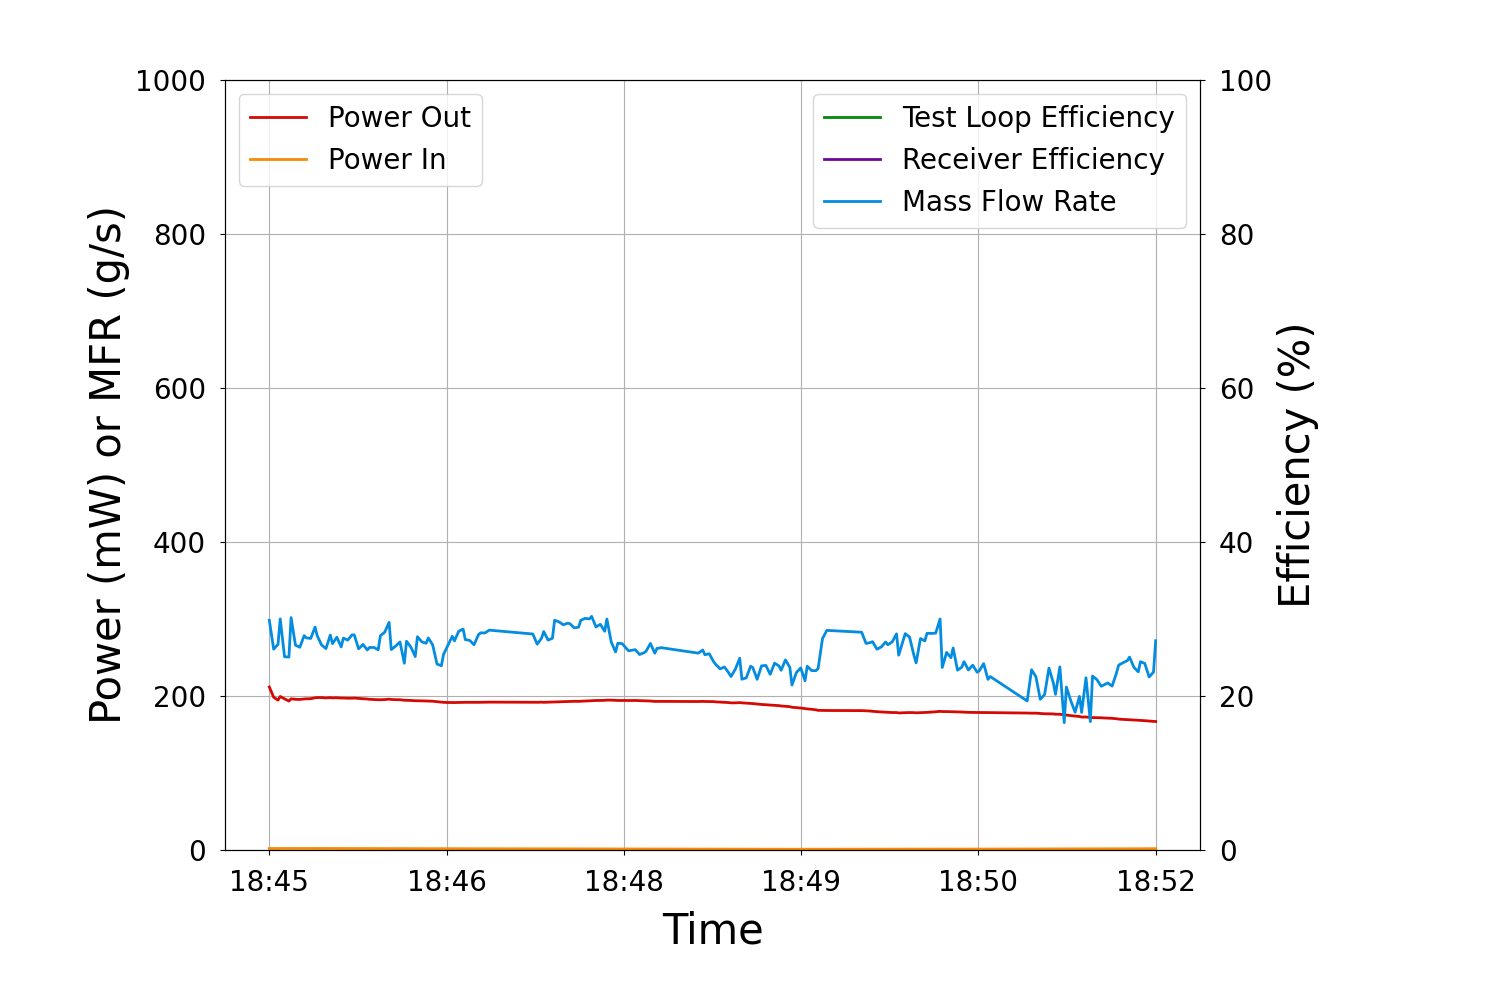 Power Out
Power In
Test Loop Efficiency
Receiver Efficiency
Mass Flow Rate
1000
800
600
400
200
0
Power (mW) or MFR (g/s)
100
80
60
40
20
0
Efficiency (%)
18:45
18:46
18:48
18:49
18:50
18:52
Time